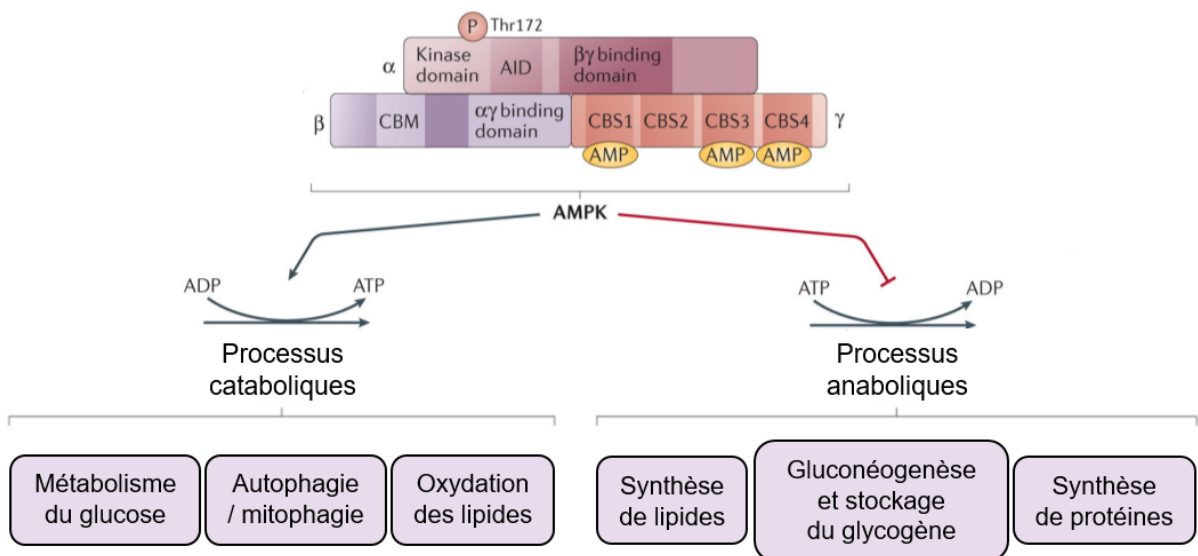 P Thr172
α
Kinase
domain
AID
βγ binding
domain
β
CBM
αγ binding
domain
CBS1
CBS2
CBS3
CBS4
γ
AMP
AMP
AMP
AMPK
ADP
ATP
Processus
cataboliques
ATP
ADP
Processus
anaboliques
Métabolisme
du glucose
Autophagie
/ mitophagie
Oxydation
des lipides
Synthèse
de lipides
Gluconéogenèse
et stockage
du glycogène
Synthèse
de protéines